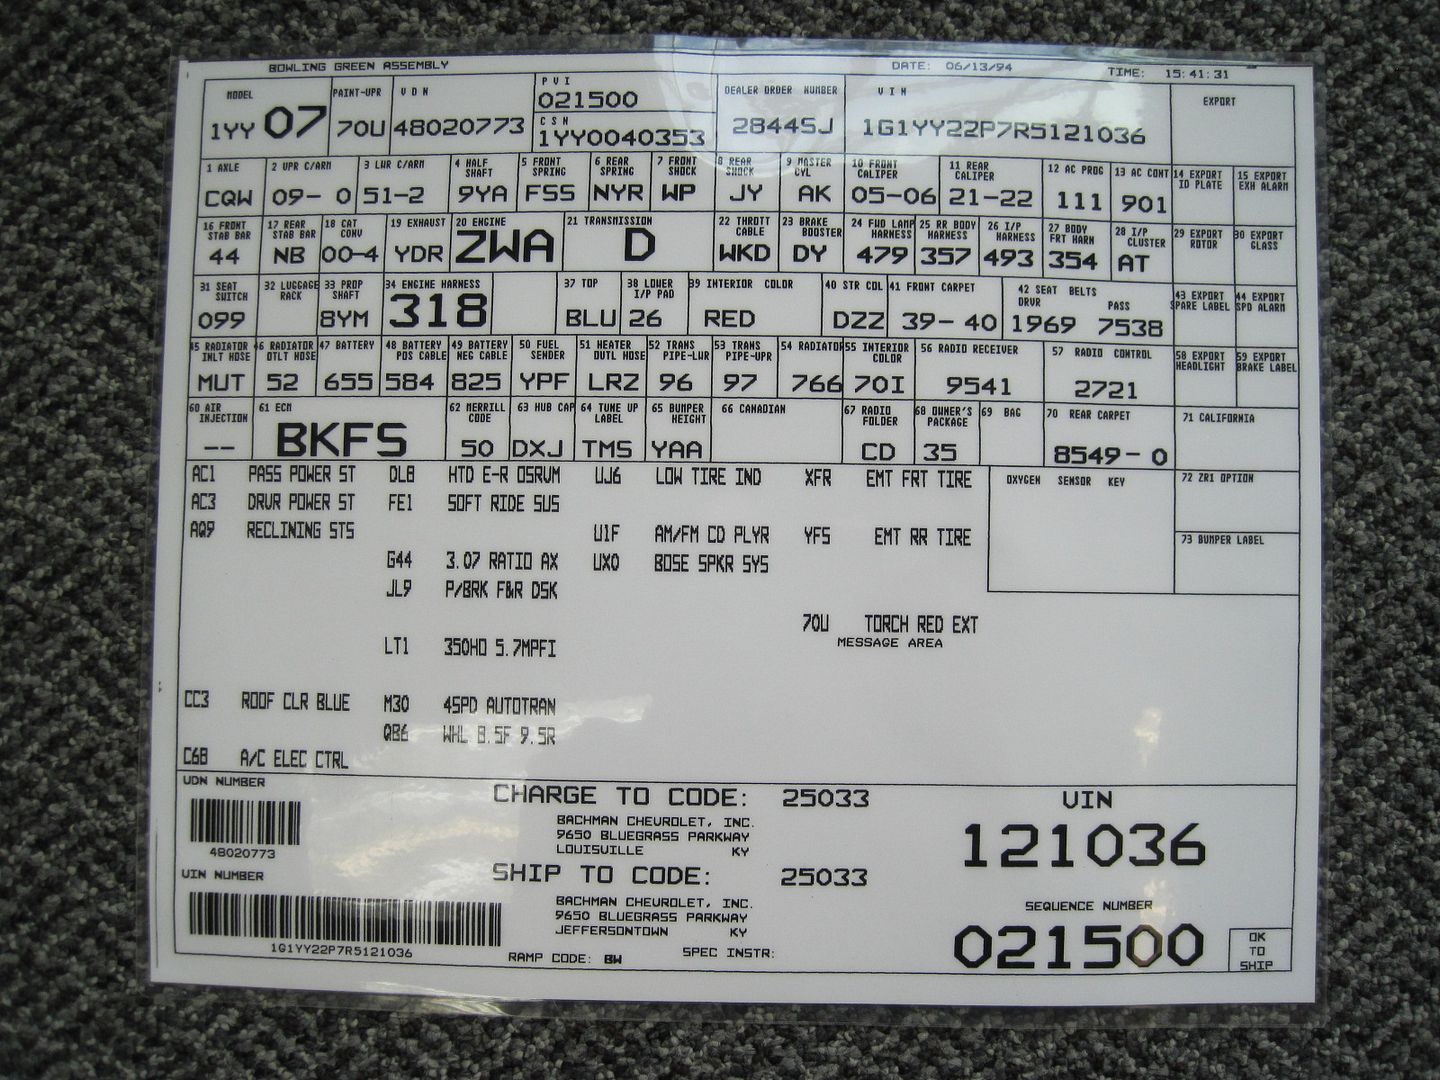 BOWLING GREEN ASSEMBLY DATE: 06/13/94 TIME: 15:41:31
MODEL PAINT-UPR VDN PVI DEALER ORDER NUMBER VIN EXPORT
1YY 07 70U 48020773 021500 2844SJ 1G1YY22P7R5121036
CSN
1YY0040353
1 AXLE 2 UPR C/ARM 3 LWR C/ARM 4 HALF SHAFT 5 FRONT SPRING 6 REAR SPRING 7 FRONT SHOCK 8 REAR SHOCK 9 MASTER CYL 10 FRONT CALIPER 11 REAR CALIPER 12 AC PROG 13 AC CONT 14 EXPORT ID PLATE 15 EXPORT EXH ALARM
CQW 09- 0 51-2 9YA FSS NYR WP JY AK 05-06 21-22 111 901
16 FRONT STAB BAR 17 REAR STAB BAR 18 CAT CONV 19 EXHAUST 20 ENGINE 21 TRANSMISSION 22 THROTT CABLE 23 BRAKE BOOSTER 24 FWD LAMP HARNESS 25 RR BODY HARNESS 26 I/P HARNESS 27 BODY FRT HARN 28 I/P CLUSTER 29 EXPORT ROTOR 30 EXPORT GLASS
44 NB 00-4 YDR ZWA D WKD DY 479 357 493 354 AT
31 SEAT SWITCH 32 LUGGAGE RACK 33 PROP SHAFT 34 ENGINE HARNESS 37 TOP 38 LOWER I/P PAD 39 INTERIOR COLOR 40 STR COL 41 FRONT CARPET 42 SEAT BELTS DRVR PASS 43 EXPORT SPARE LABEL 44 EXPORT SPD ALARM
099 8YM 318 BLU 26 RED DZZ 39- 40 1969 7538
45 RADIATOR INLT HOSE 46 RADIATOR OTLT HOSE 47 BATTERY 48 BATTERY POS CABLE 49 BATTERY NEG CABLE 50 FUEL SENDER 51 HEATER OUTL HOSE 52 TRANS PIPE-LWR 53 TRANS PIPE-UPR 54 RADIATOR 55 INTERIOR COLOR 56 RADIO RECEIVER 57 RADIO CONTROL 58 EXPORT HEADLIGHT 59 EXPORT BRAKE LABEL
MUT 52 655 584 825 YPF LRZ 96 97 766 70I 9541 2721
60 AIR INJECTION 61 ECM 62 MERRILL CODE 63 HUB CAP 64 TUNE UP LABEL 65 BUMPER HEIGHT 66 CANADIAN 67 RADIO FOLDER 68 OWNER'S PACKAGE 69 BAG 70 REAR CARPET 71 CALIFORNIA
-- BKFS 50 DXJ TMS YAA CD 35 8549- 0
AC1 PASS POWER ST DL8 HTD E-R OSRVM UJ6 LOW TIRE IND XFR EMT FRT TIRE OXYGEN SENSOR KEY 72 ZR1 OPTION
AC3 DRVR POWER ST FE1 SOFT RIDE SUS
AQ9 RECLINING STS U1F AM/FM CD PLYR YFS EMT RR TIRE 73 BUMPER LABEL
G44 3.07 RATIO AX UX0 BOSE SPKR SYS
JL9 P/BRK F&R DSK
70U TORCH RED EXT
MESSAGE AREA
LT1 350HO 5.7MPFI
CC3 ROOF CLR BLUE M30 4SPD AUTOTRAN
QB6 WHL 8.5F 9.5R
C68 A/C ELEC CTRL
VDN NUMBER
48020773
CHARGE TO CODE: 25033
BACHMAN CHEVROLET, INC.
9650 BLUEGRASS PARKWAY
LOUISVILLE KY
VIN
121036
VIN NUMBER
1G1YY22P7R5121036
SHIP TO CODE: 25033
BACHMAN CHEVROLET, INC.
9650 BLUEGRASS PARKWAY
JEFFERSONTOWN KY
RAMP CODE: BW SPEC INSTR:
SEQUENCE NUMBER
021500
OK
TO
SHIP